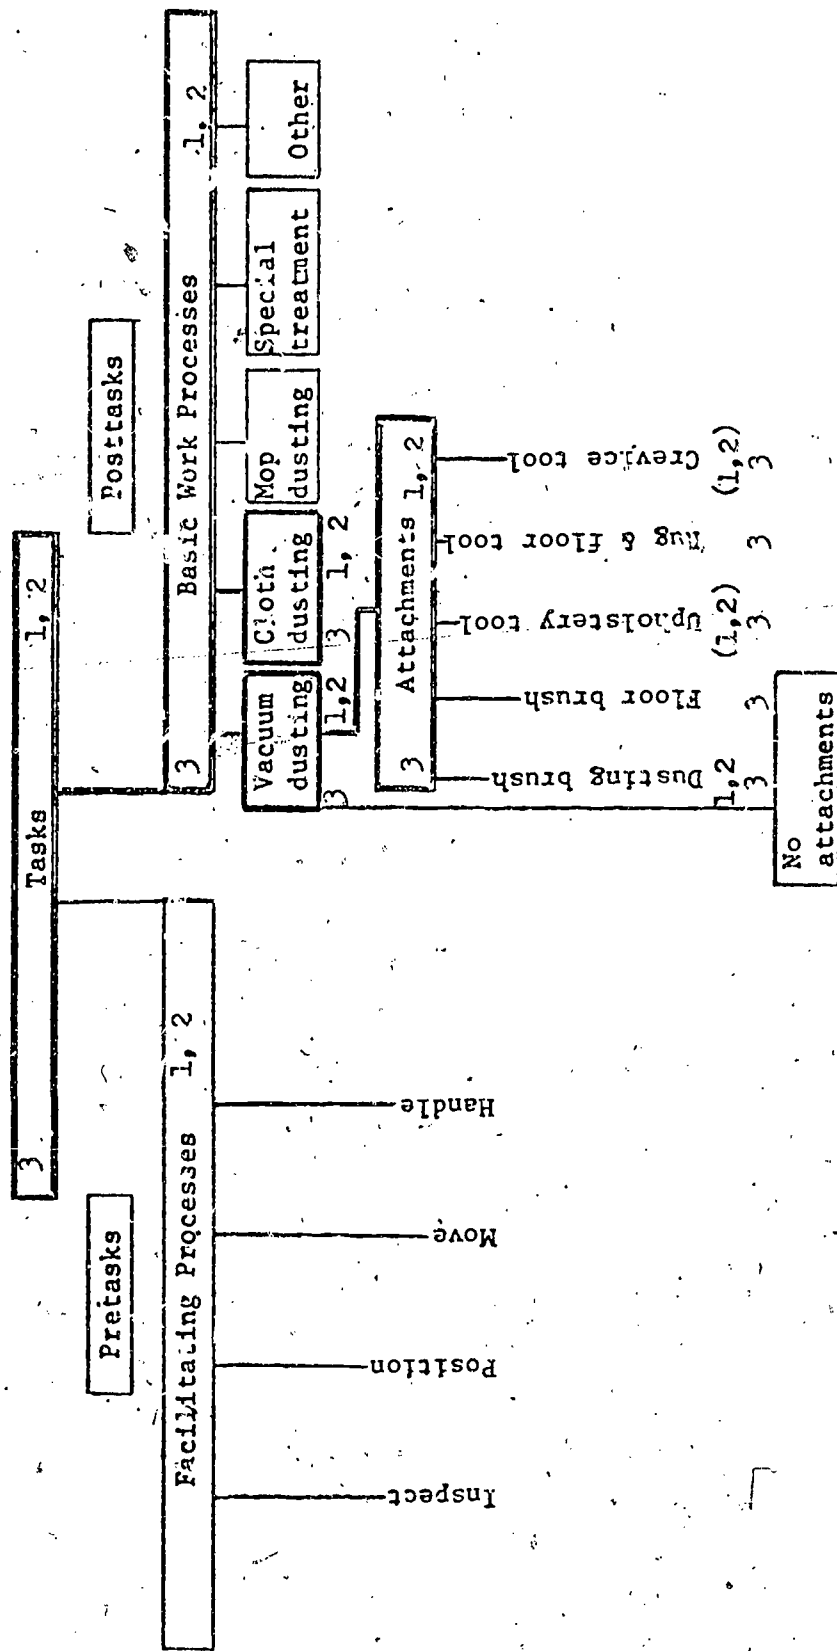 Tasks
3 1, 2
Pretasks
Posttasks
Facilitating Processes 1, 2
3 Basic Work Processes 1, 2
Inspect
Position
Move
Handle
Vacuum
dusting
3 1,2
Cloth
dusting
3 1, 2
Mop
dusting
Special
treatment
Other
3 Attachments 1, 2
Dusting brush
1,2
3
Floor brush
3
Upholstery tool
(1,2)
3
Rug & floor tool
3
Crevice tool
(1,2)
3
No
attachments